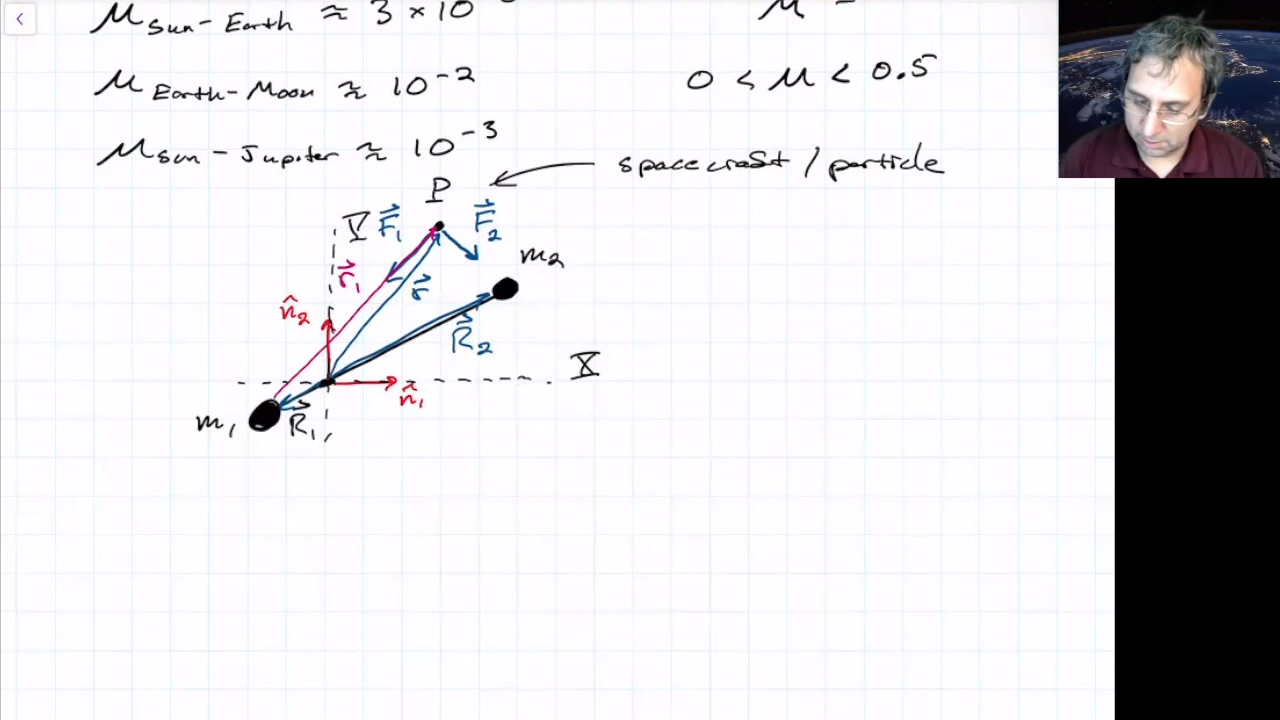 μ Sun-Earth ≈ 3 × 10
μ =
μ Earth-Moon ≈ 10⁻²
0 < μ < 0.5
μ Sun-Jupiter ≈ 10⁻³
spacecraft / particle
P
Y F⃗₁ F⃗₂
m₂
r⃗₁ r⃗
n̂₂
R⃗₂
X
n̂₁
m₁ R⃗₁